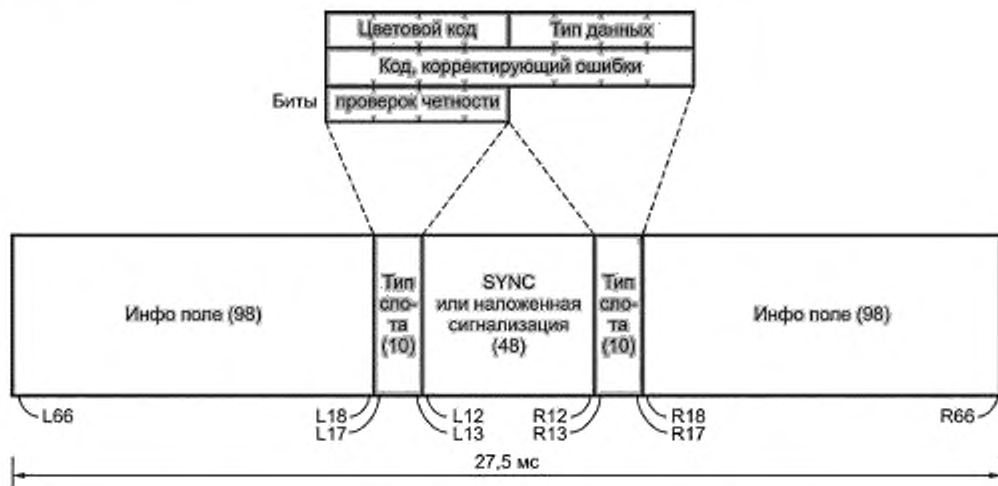 Цветовой код Тип данных
Код, корректирующий ошибки
Биты проверок четности
Инфо поле (98)
Тип
сло-
та
(10)
SYNC
или наложенная
сигнализация
(48)
Тип
сло-
та
(10)
Инфо поле (98)
L66 L18 L12 R12 R18 R66
L17 L13 R13 R17
27,5 мс